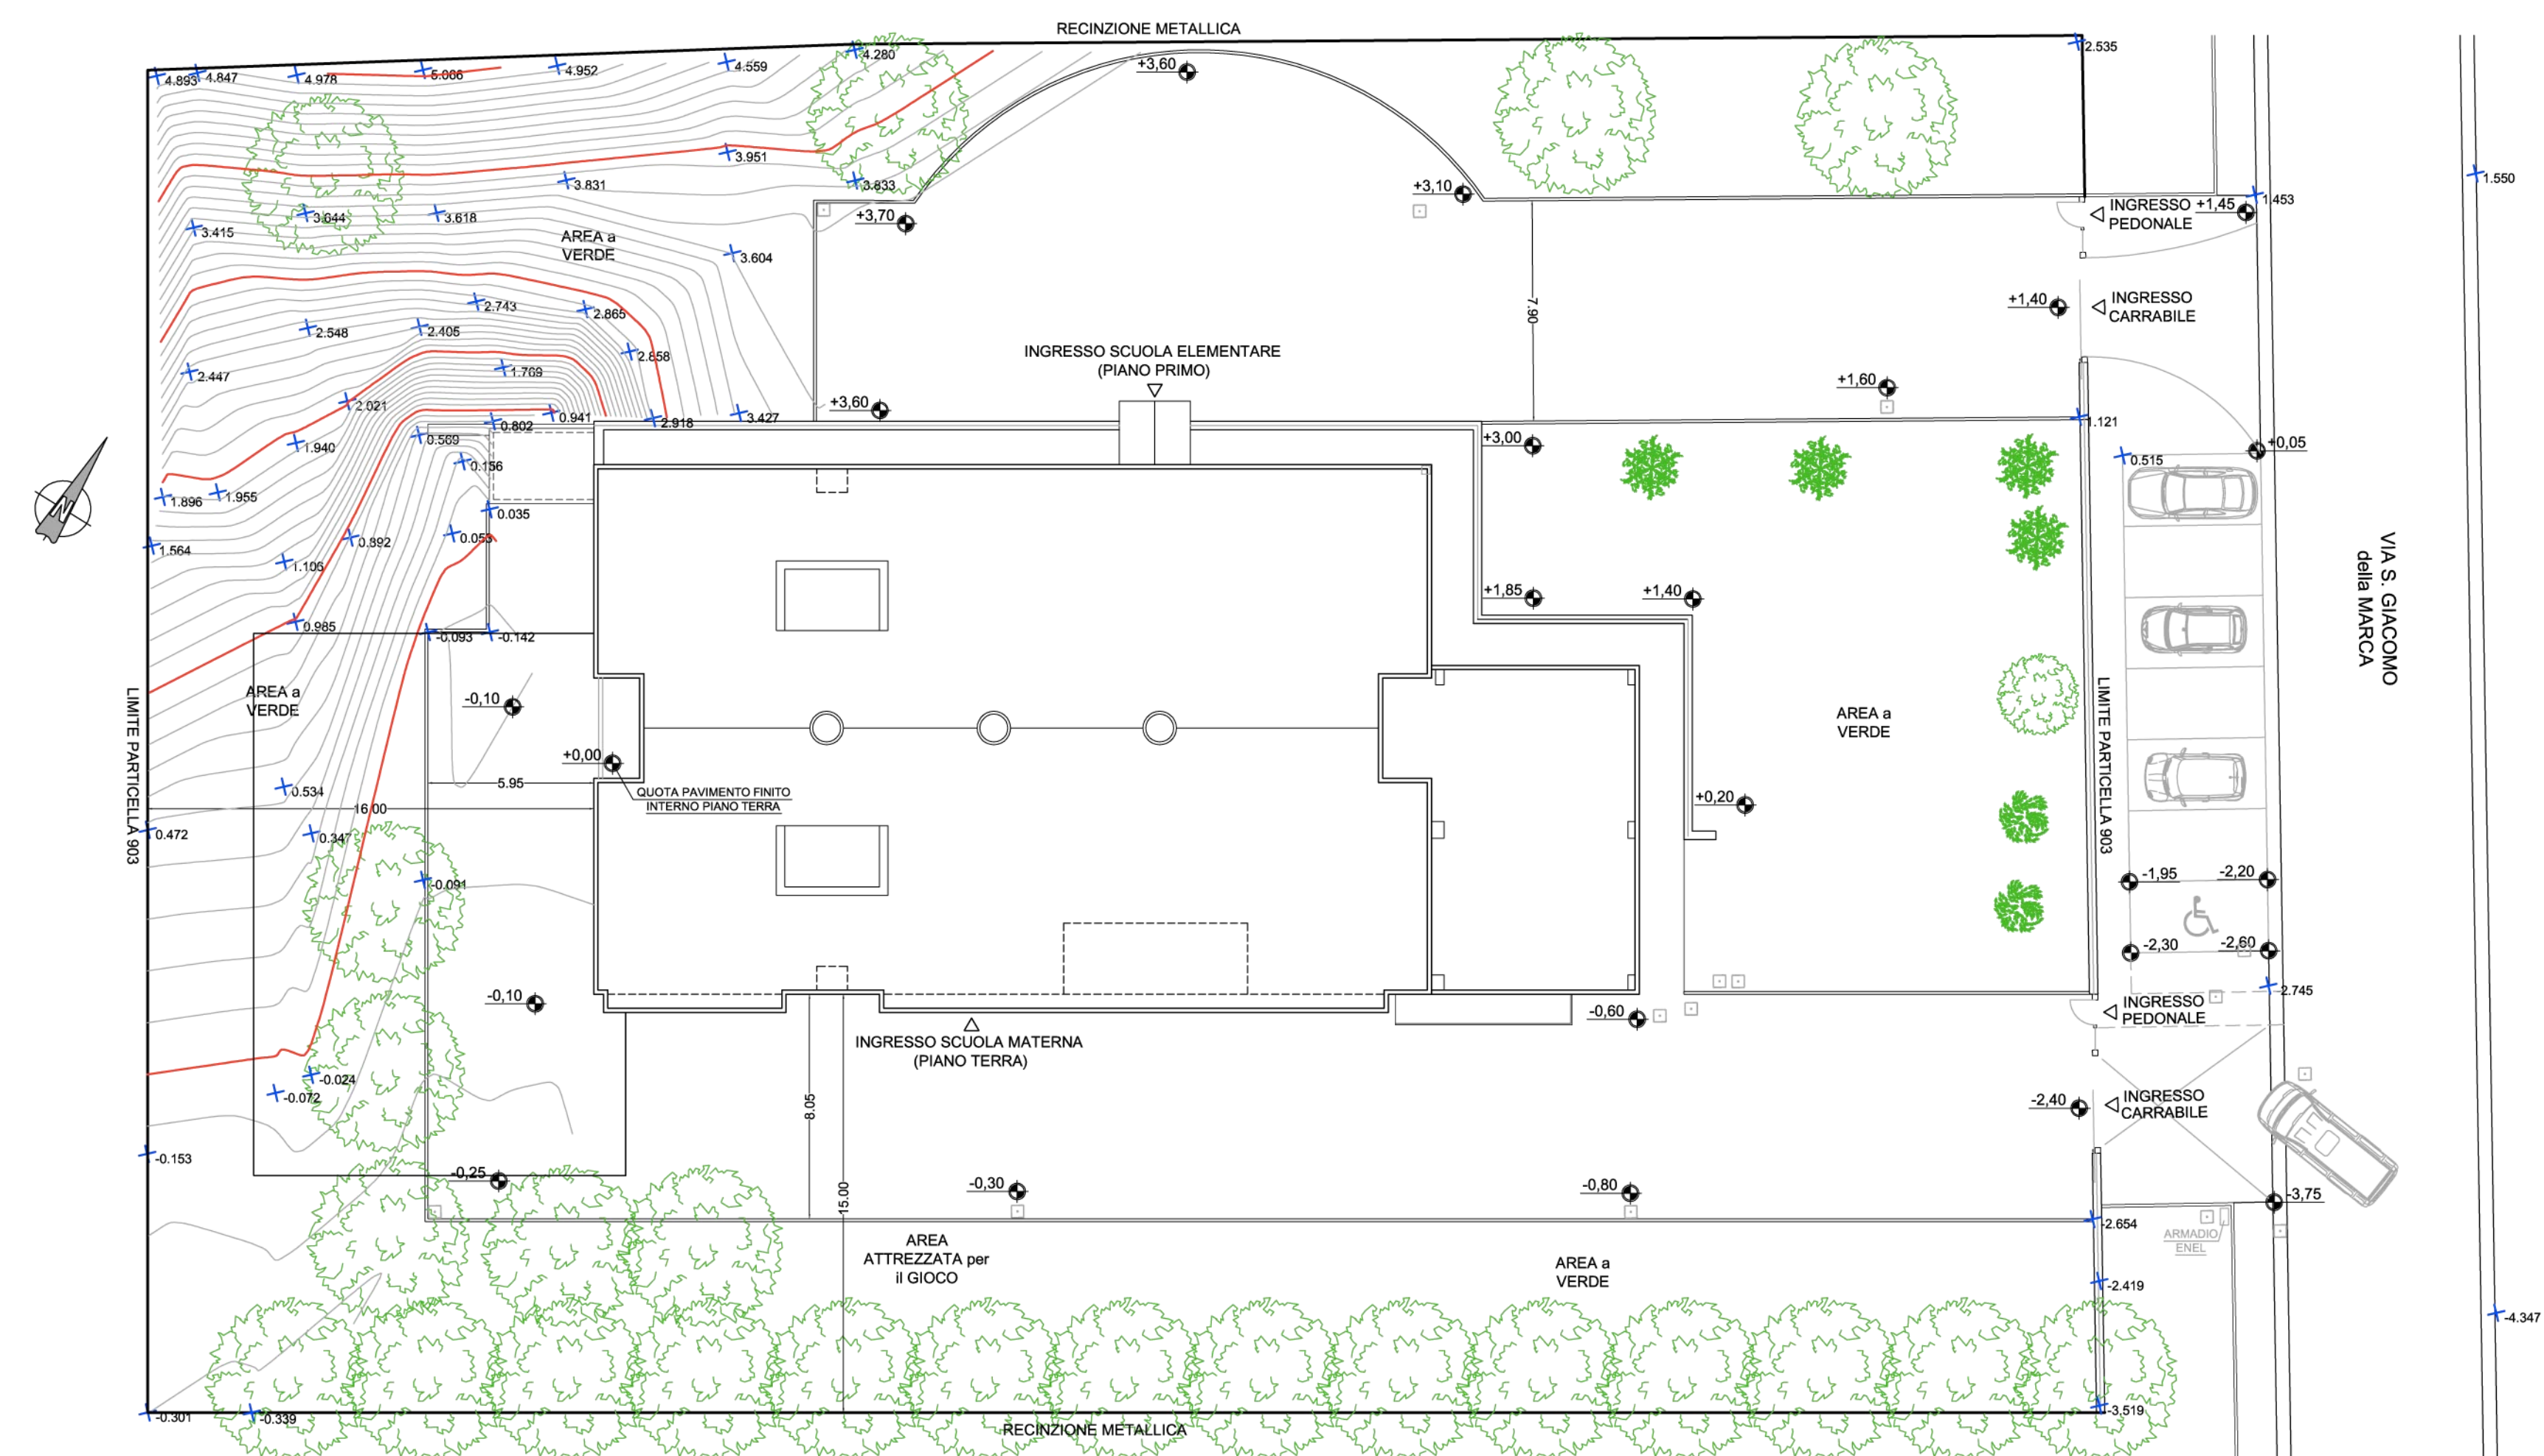 RECINZIONE METALLICA
4.893
4.847
4.978
5.066
4.952
4.559
4.280
+3,60
2.535
3.951
3.831
3.833
3.644
3.618
3.415
+3,70
+3,10
1.550
1.453
INGRESSO
PEDONALE
+1,45
AREA a
VERDE
3.604
2.743
2.865
2.548
2.405
2.858
1.769
2.447
2.021
7.90
+1,40
INGRESSO
CARRABILE
INGRESSO SCUOLA ELEMENTARE
(PIANO PRIMO)
+1,60
+3,60
0.941
0.802
2.918
3.427
1.121
0.569
1.940
0.156
+3,00
0.515
+0,05
1.896
1.955
0.035
0.053
0.892
1.564
1.106
N
+1,85
+1,40
VIA S. GIACOMO
della MARCA
0.985
-0.093
-0.142
LIMITE PARTICELLA 903
AREA a
VERDE
-0,10
+0,00
QUOTA PAVIMENTO FINITO
INTERNO PIANO TERRA
5.95
16.00
0.534
0.472
0.347
AREA a
VERDE
LIMITE PARTICELLA 903
+0,20
-0.091
-1,95
-2,20
-2,30
-2,60
-0,10
-0,60
-2.745
INGRESSO
PEDONALE
INGRESSO SCUOLA MATERNA
(PIANO TERRA)
-0.024
-0.072
8.05
-2,40
INGRESSO
CARRABILE
-0.153
-0,25
15.00
-0,30
-0,80
-3,75
-2.654
ARMADIO
ENEL
AREA
ATTREZZATA per
il GIOCO
AREA a
VERDE
-2.419
-4.347
-0.301
-0.339
RECINZIONE METALLICA
-3.519